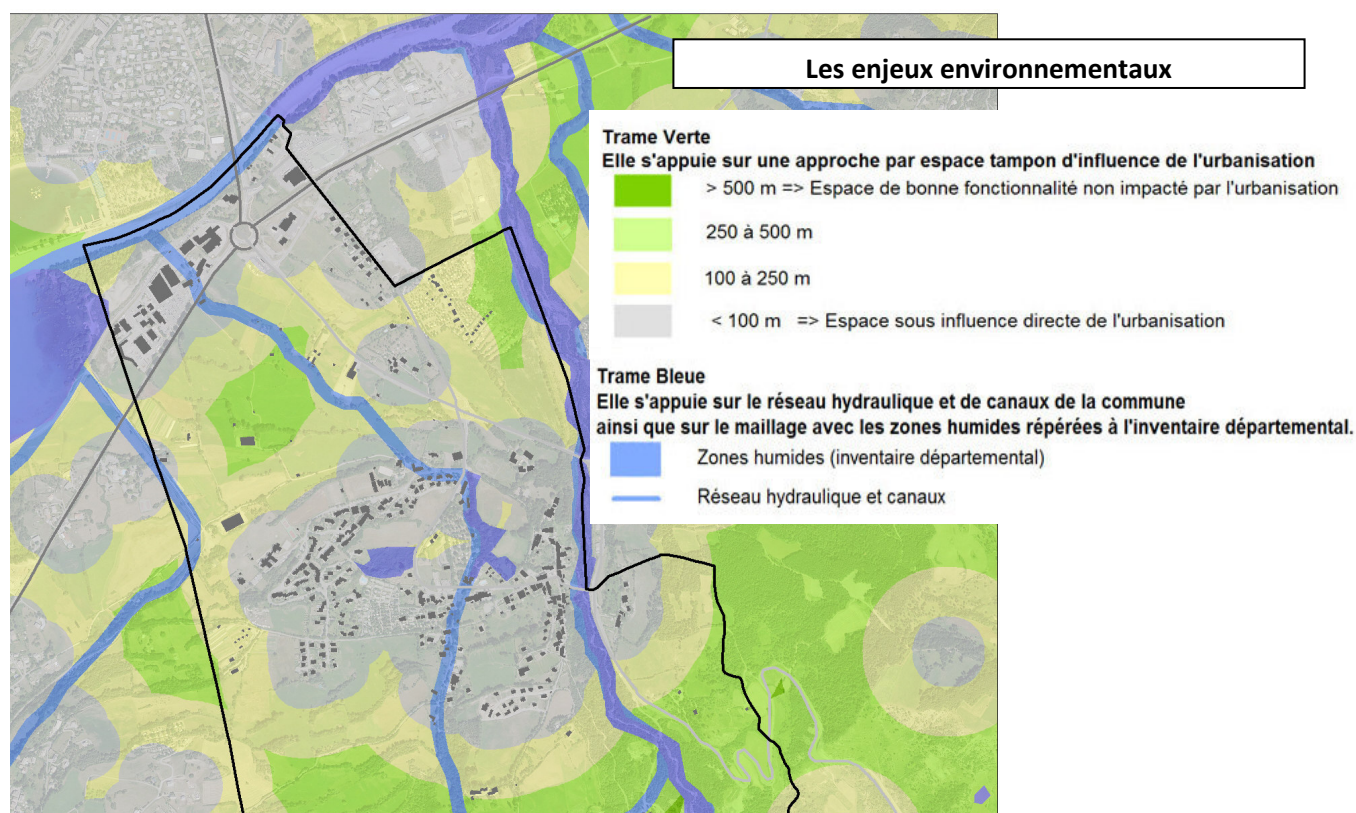 Les enjeux environnementaux
Trame Verte
Elle s'appuie sur une approche par espace tampon d'influence de l'urbanisation
> 500 m => Espace de bonne fonctionnalité non impacté par l'urbanisation
250 à 500 m
100 à 250 m
< 100 m => Espace sous influence directe de l'urbanisation
Trame Bleue
Elle s'appuie sur le réseau hydraulique et de canaux de la commune
ainsi que sur le maillage avec les zones humides répérées à l'inventaire départemental.
Zones humides (inventaire départemental)
Réseau hydraulique et canaux